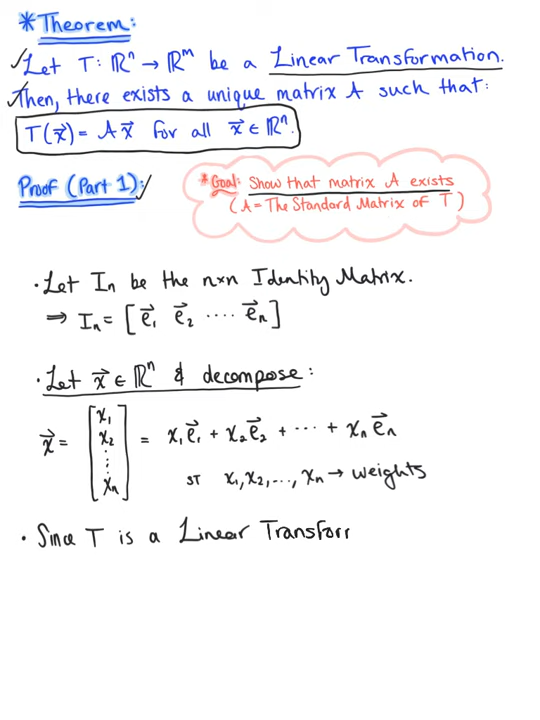 *Theorem:
Let T: ℝⁿ → ℝᵐ be a Linear Transformation.
Then, there exists a unique matrix A such that:
T(x⃗) = Ax⃗ for all x⃗ ∈ ℝⁿ.
Proof (Part 1):
*Goal: Show that matrix A exists
(A = The Standard Matrix of T)
· Let Iₙ be the n×n Identity Matrix.
⇒ Iₙ = [e⃗₁ e⃗₂ ···· e⃗ₙ]
· Let x⃗ ∈ ℝⁿ & decompose:
x⃗ = [x₁ x₂ ⋮ xₙ] = x₁e⃗₁ + x₂e⃗₂ + ··· + xₙe⃗ₙ
ST x₁, x₂, ..., xₙ → weights
· Since T is a Linear Transforr